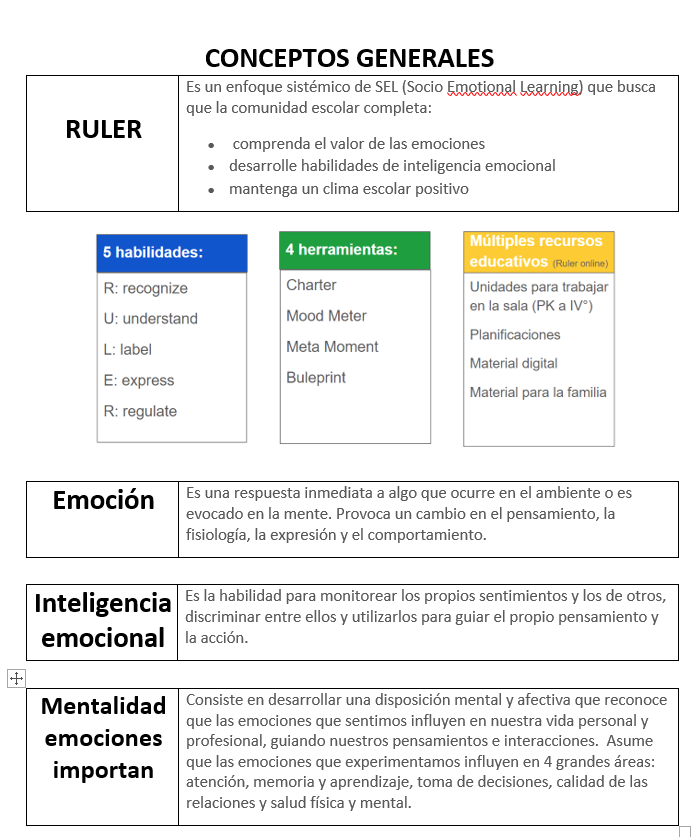 CONCEPTOS GENERALES
RULER
Es un enfoque sistémico de SEL (Socio Emotional Learning) que busca
que la comunidad escolar completa:
• comprenda el valor de las emociones
• desarrolle habilidades de inteligencia emocional
• mantenga un clima escolar positivo
5 habilidades:
R: recognize
U: understand
L: label
E: express
R: regulate
4 herramientas:
Charter
Mood Meter
Meta Moment
Buleprint
Múltiples recursos
educativos (Ruler online)
Unidades para trabajar
en la sala (PK a IV°)
Planificaciones
Material digital
Material para la familia
Emoción
Es una respuesta inmediata a algo que ocurre en el ambiente o es
evocado en la mente. Provoca un cambio en el pensamiento, la
fisiología, la expresión y el comportamiento.
Inteligencia
emocional
Es la habilidad para monitorear los propios sentimientos y los de otros,
discriminar entre ellos y utilizarlos para guiar el propio pensamiento y
la acción.
Mentalidad
emociones
importan
Consiste en desarrollar una disposición mental y afectiva que reconoce
que las emociones que sentimos influyen en nuestra vida personal y
profesional, guiando nuestros pensamientos e interacciones. Asume
que las emociones que experimentamos influyen en 4 grandes áreas:
atención, memoria y aprendizaje, toma de decisiones, calidad de las
relaciones y salud física y mental.